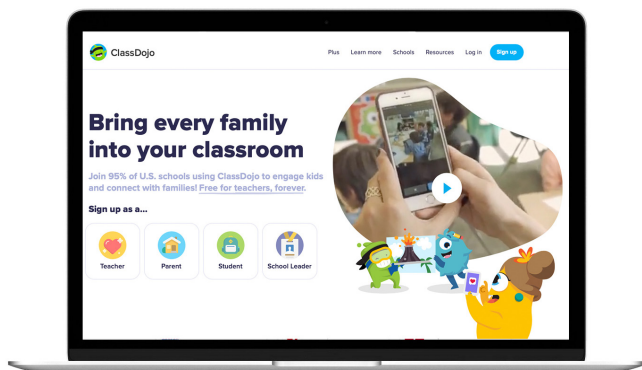 ClassDojo
Plus Learn more Schools Resources Log in Sign up
Bring every family
into your classroom
Join 95% of U.S. schools using ClassDojo to engage kids
and connect with families! Free for teachers, forever.
Sign up as a...
Teacher Parent Student School Leader